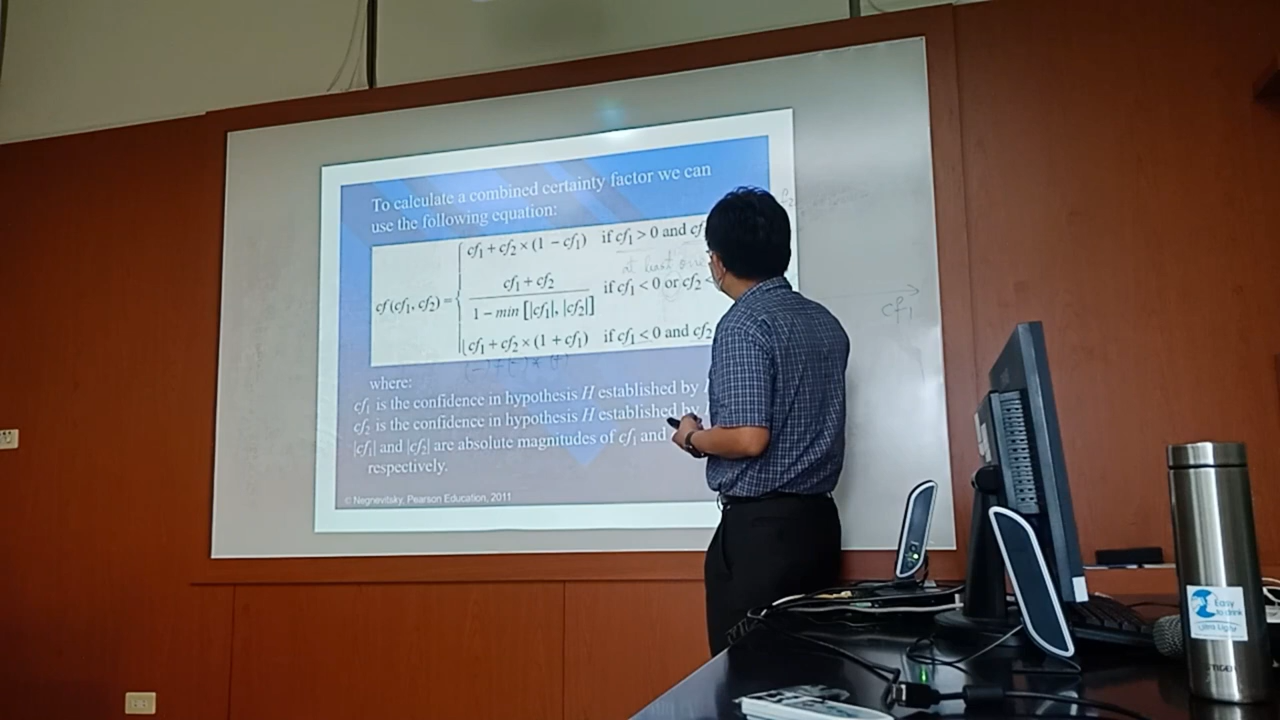 To calculate a combined certainty factor we can
use the following equation:
cf1 + cf2 × (1 − cf1) if cf1 > 0 and cf
at least one
cf (cf1, cf2) = cf1 + cf2 / 1 − min [|cf1|, |cf2|] if cf1 < 0 or cf2 <
cf1 + cf2 × (1 + cf1) if cf1 < 0 and cf2
(−) + (−) × (+)
where:
cf1 is the confidence in hypothesis H established by
cf2 is the confidence in hypothesis H established by
|cf1| and |cf2| are absolute magnitudes of cf1 and
respectively.
© Negnevitsky, Pearson Education, 2011
cf1
Easy
to drink
Ultra Light
TIGER